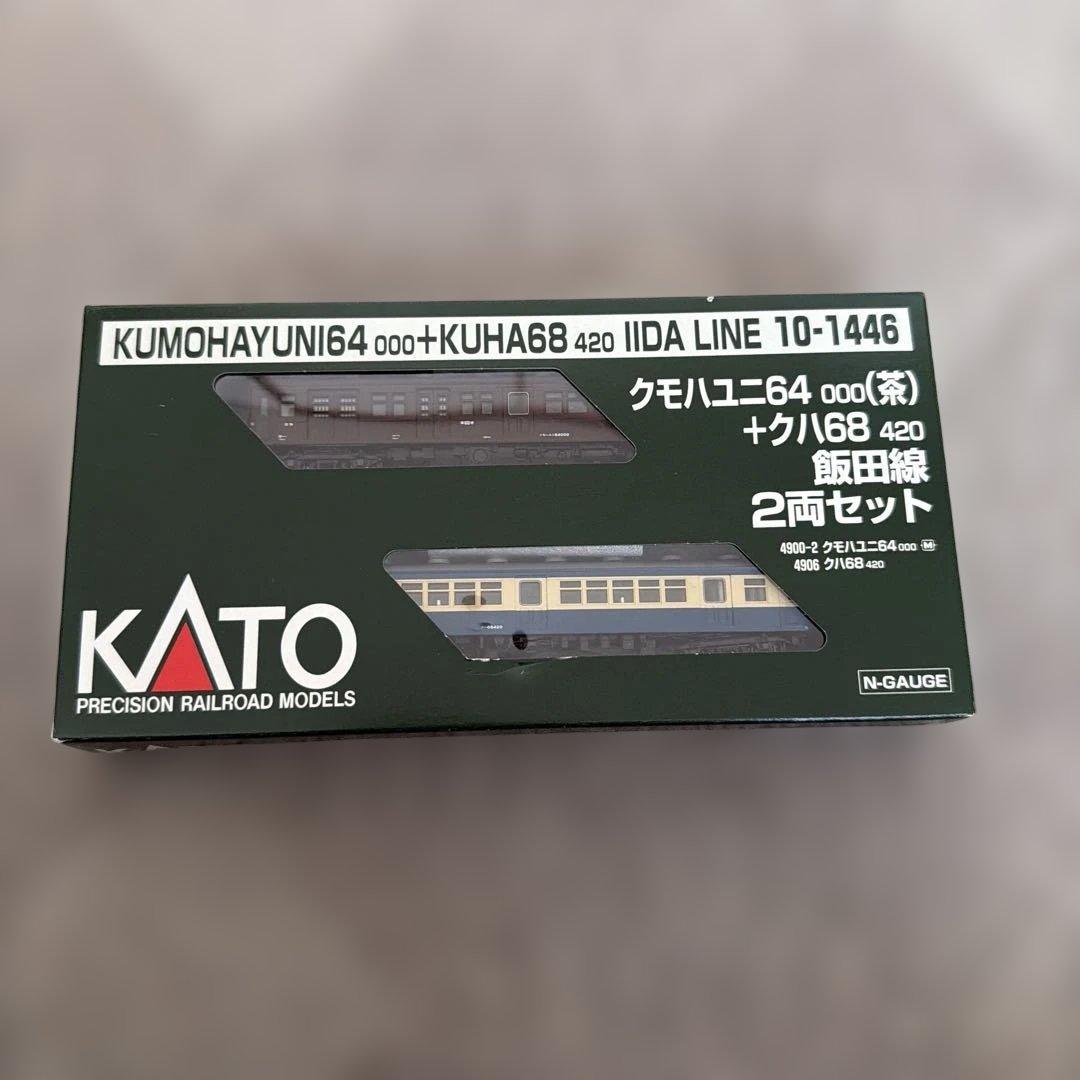 KUMOHAYUNI64 000+KUHA68 420 IIDA LINE 10-1446
クモハユニ64 000(茶)
+クハ68 420
飯田線
2両セット
4900-2 クモハユニ64 000 M
4906 クハ68 420
KATO
PRECISION RAILROAD MODELS
N-GAUGE